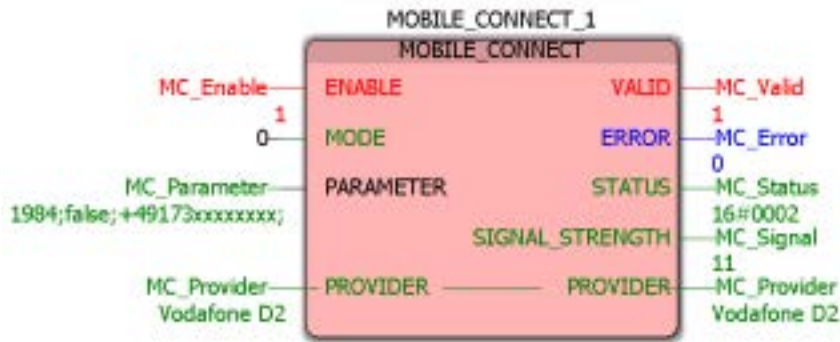 MOBILE_CONNECT_1
MOBILE_CONNECT
MC_Enable ENABLE VALID MC_Valid
1 1
0 MODE ERROR MC_Error
0
MC_Parameter PARAMETER STATUS MC_Status
1984;false;+49173xxxxxxxx; 16#0002
SIGNAL_STRENGTH MC_Signal
11
MC_Provider PROVIDER PROVIDER MC_Provider
Vodafone D2 Vodafone D2